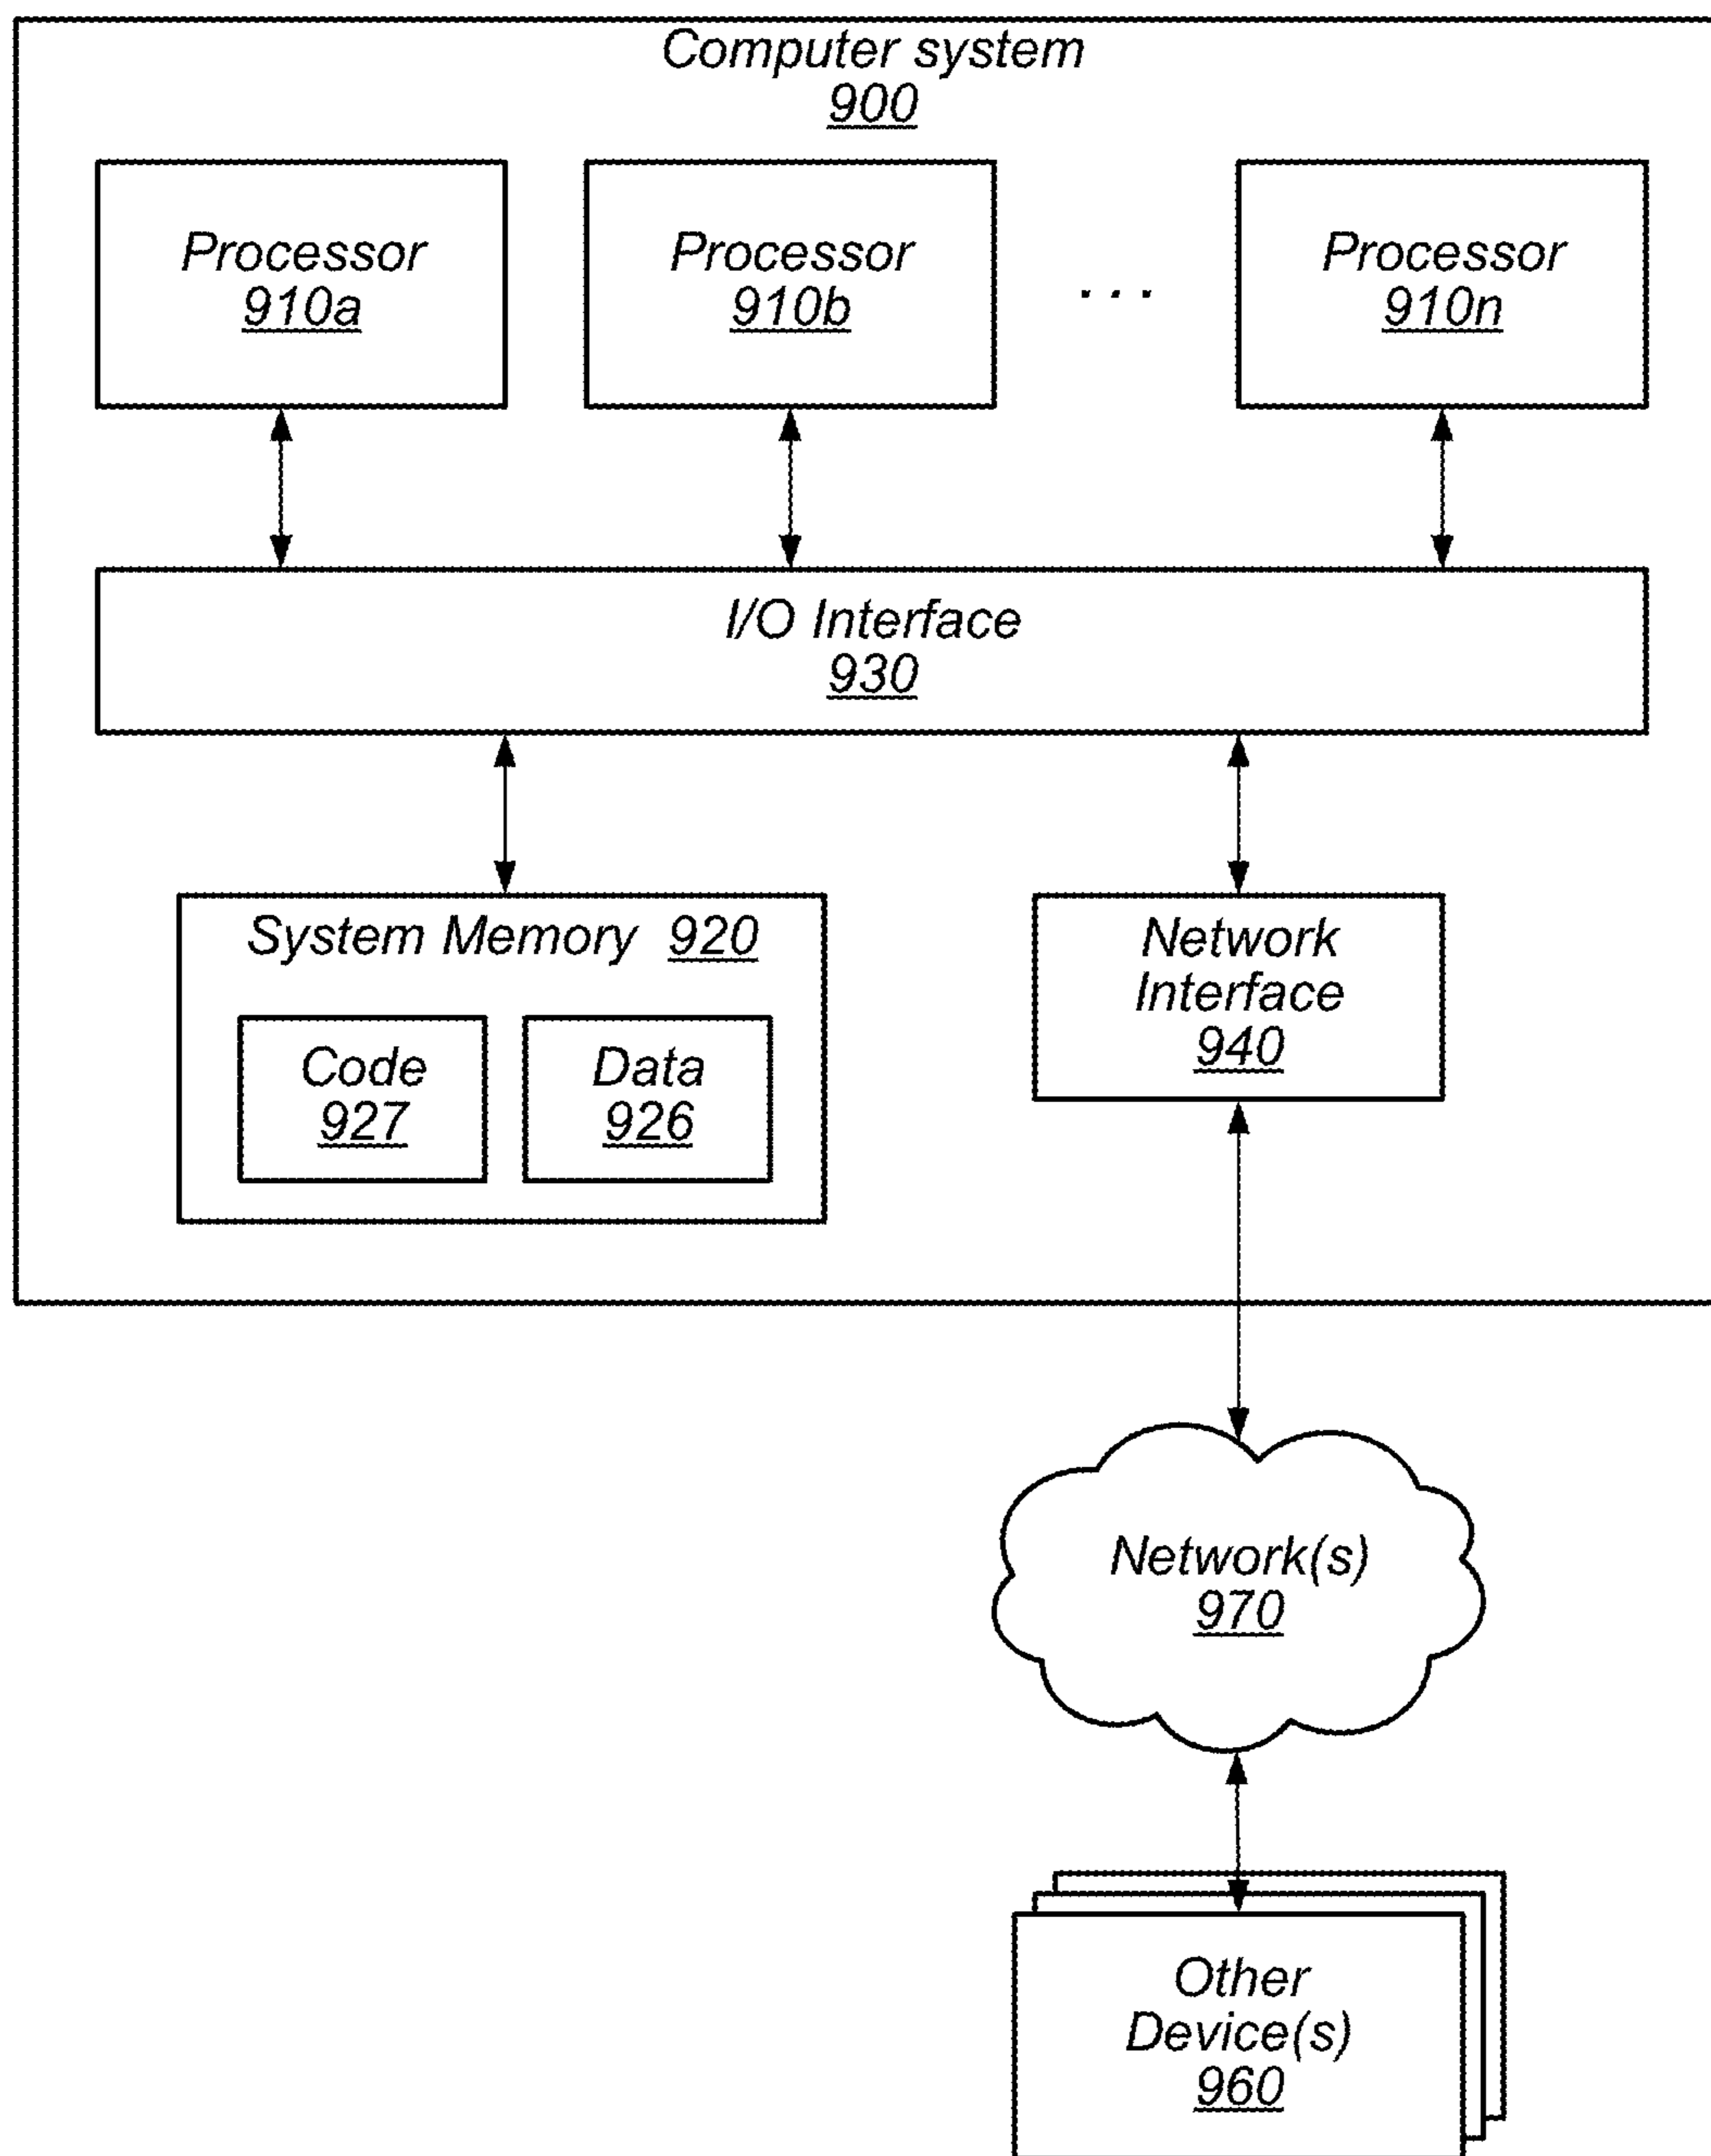 Computer system
900
Processor
910a
Processor
910b
. . .
Processor
910n
I/O Interface
930
System Memory 920
Code
927
Data
926
Network
Interface
940
Network(s)
970
Other
Device(s)
960